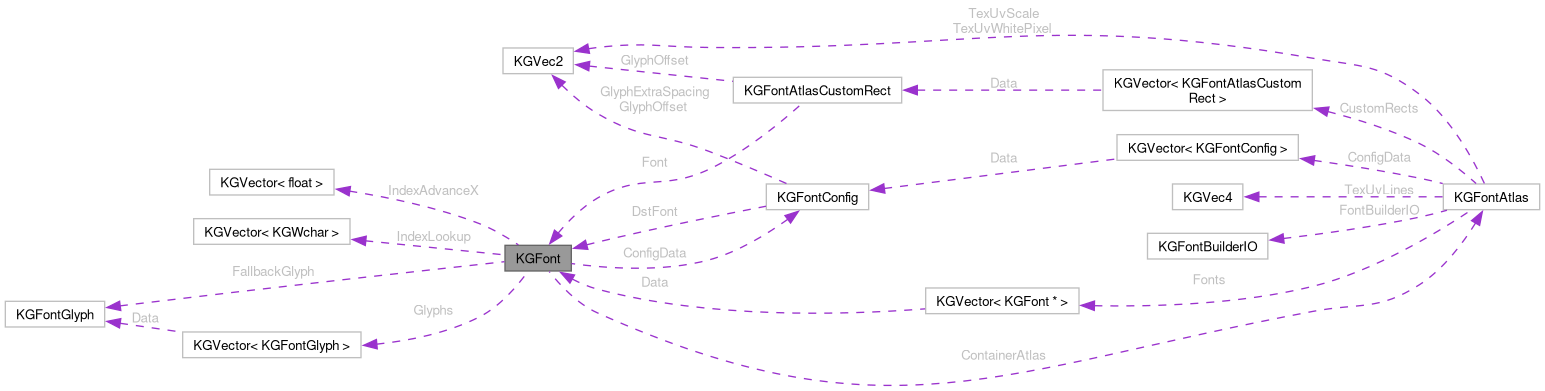 TexUvScale
TexUvWhitePixel
KGVec2
GlyphOffset
KGFontAtlasCustomRect
Data
KGVector< KGFontAtlasCustom
Rect >
GlyphExtraSpacing
GlyphOffset
CustomRects
KGVector< KGFontConfig >
Data
Font
ConfigData
KGVector< float >
IndexAdvanceX
KGFontConfig
KGVec4
TexUvLines
KGFontAtlas
DstFont
FontBuilderIO
KGVector< KGWchar >
IndexLookup
KGFontBuilderIO
ConfigData
KGFont
FallbackGlyph
Data
Fonts
KGVector< KGFont * >
KGFontGlyph
Data
Glyphs
KGVector< KGFontGlyph >
ContainerAtlas